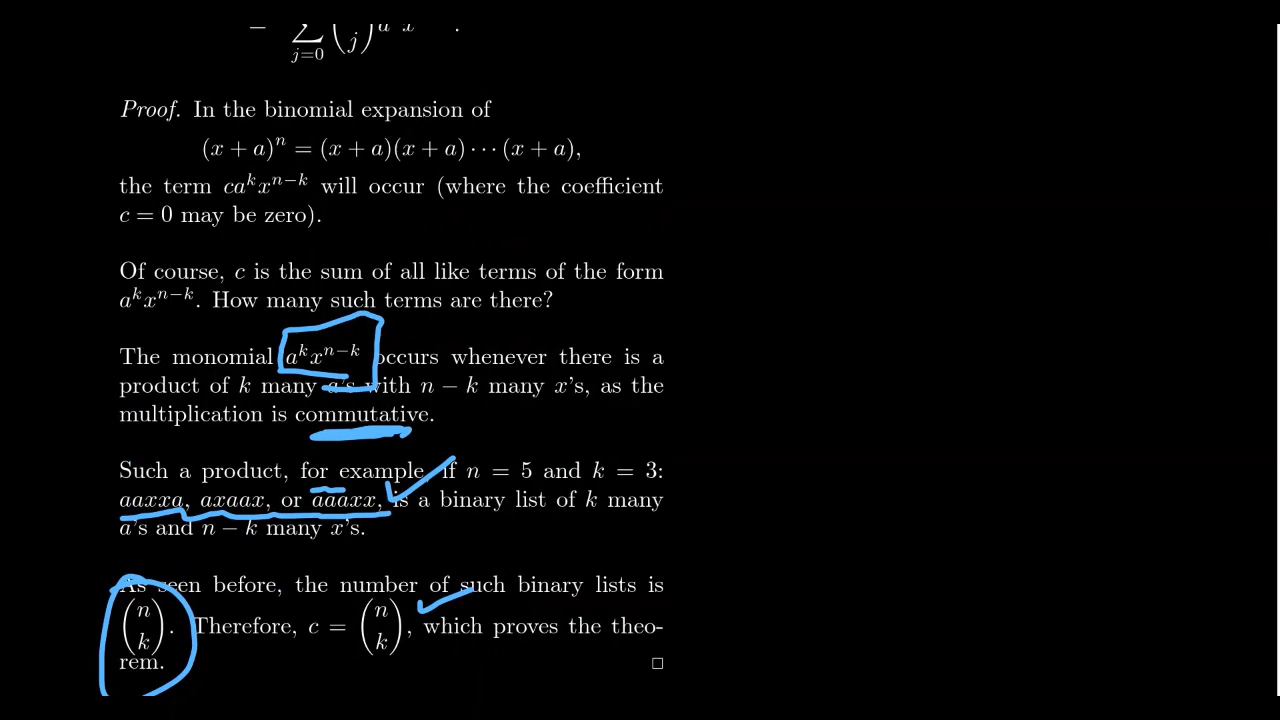 − ∑_{j=0} ( j) a x .
Proof. In the binomial expansion of
(x + a)^n = (x + a)(x + a) ··· (x + a),
the term ca^k x^{n−k} will occur (where the coefficient
c = 0 may be zero).
Of course, c is the sum of all like terms of the form
a^k x^{n−k}. How many such terms are there?
The monomial a^k x^{n−k} occurs whenever there is a
product of k many a's with n − k many x's, as the
multiplication is commutative.
Such a product, for example, if n = 5 and k = 3:
aaxxa, axaax, or aaaxx, is a binary list of k many
a's and n − k many x's.
As seen before, the number of such binary lists is
(n k). Therefore, c = (n k), which proves the theo-
rem. □